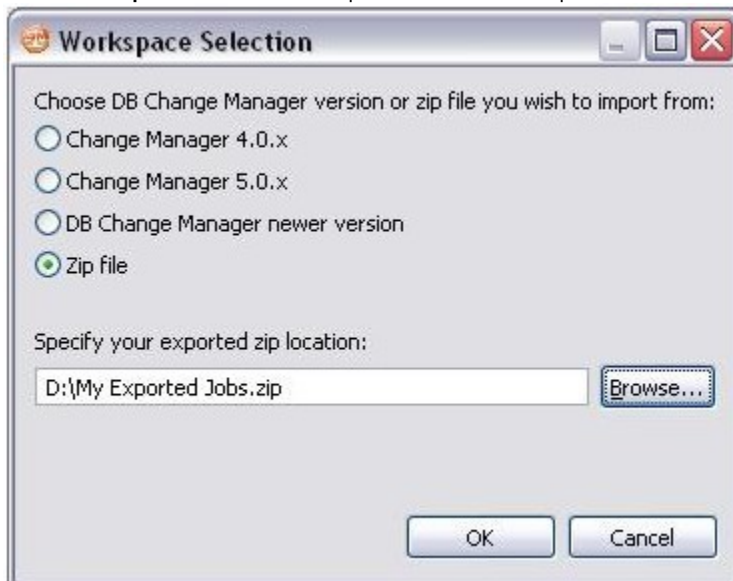 Workspace Selection
Choose DB Change Manager version or zip file you wish to import from:
Change Manager 4.0.x
Change Manager 5.0.x
DB Change Manager newer version
Zip file
Specify your exported zip location:
D:\My Exported Jobs.zip
Browse...
OK
Cancel